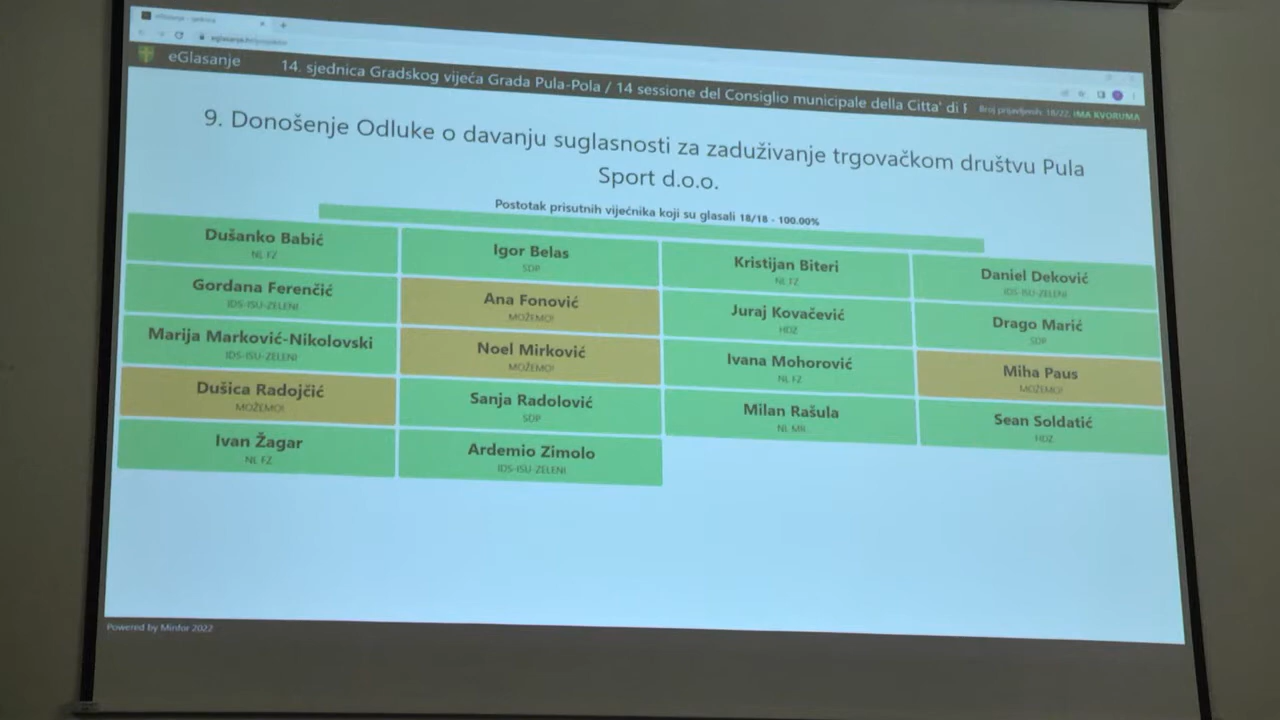 eGlasanje
14. sjednica Gradskog vijeća Grada Pula-Pola / 14 sessione del Consiglio municipale della Citta' di
Broj prijavljenih: 18/22, IMA KVORUMA
9. Donošenje Odluke o davanju suglasnosti za zaduživanje trgovačkom društvu Pula
Sport d.o.o.
Postotak prisutnih vijećnika koji su glasali 18/18 - 100.00%
Dušanko Babić
NL FZ
Igor Belas
SDP
Kristijan Biteri
NL FZ
Daniel Deković
IDS-ISU-ZELENI
Gordana Ferenčić
IDS-ISU-ZELENI
Ana Fonović
MOŽEMO!
Juraj Kovačević
HDZ
Drago Marić
SDP
Marija Marković-Nikolovski
IDS-ISU-ZELENI
Noel Mirković
MOŽEMO!
Ivana Mohorović
NL FZ
Miha Paus
MOŽEMO!
Dušica Radojčić
MOŽEMO!
Sanja Radolović
SDP
Milan Rašula
NL MR
Sean Soldatić
HDZ
Ivan Žagar
NL FZ
Ardemio Zimolo
IDS-ISU-ZELENI
Powered by Minfor 2022